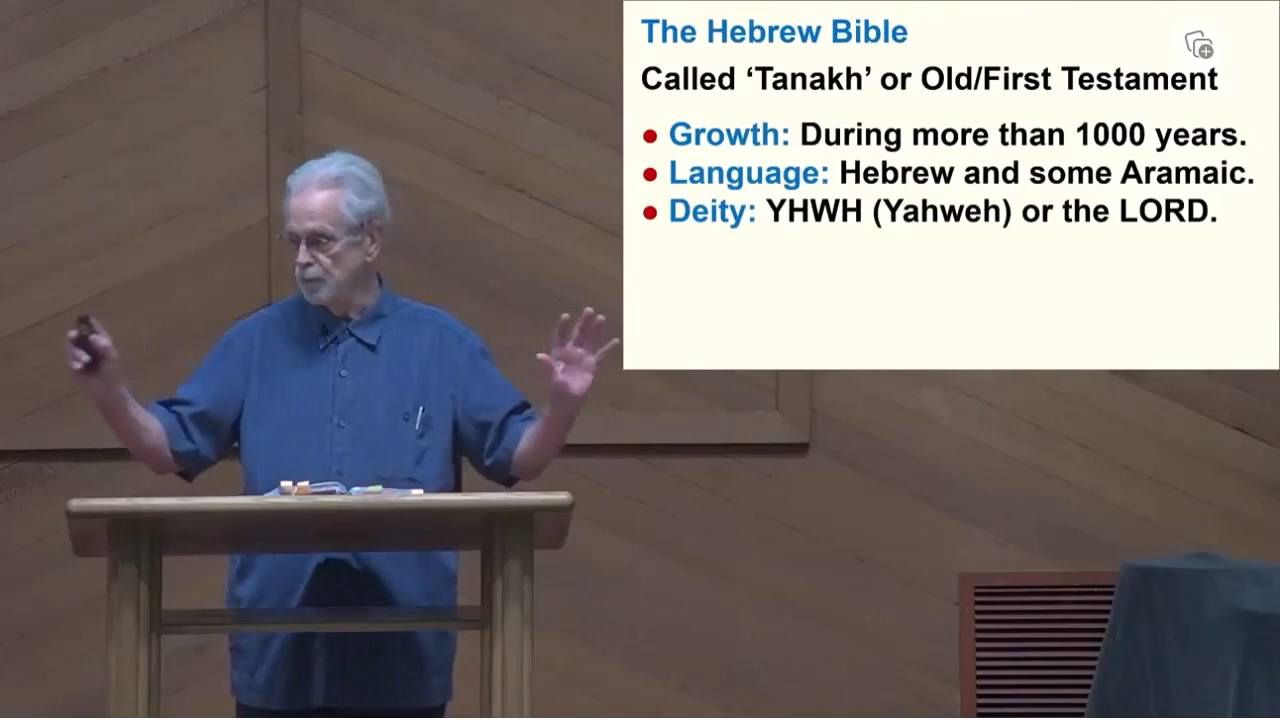 The Hebrew Bible
Called ‘Tanakh’ or Old/First Testament
● Growth: During more than 1000 years.
● Language: Hebrew and some Aramaic.
● Deity: YHWH (Yahweh) or the LORD.